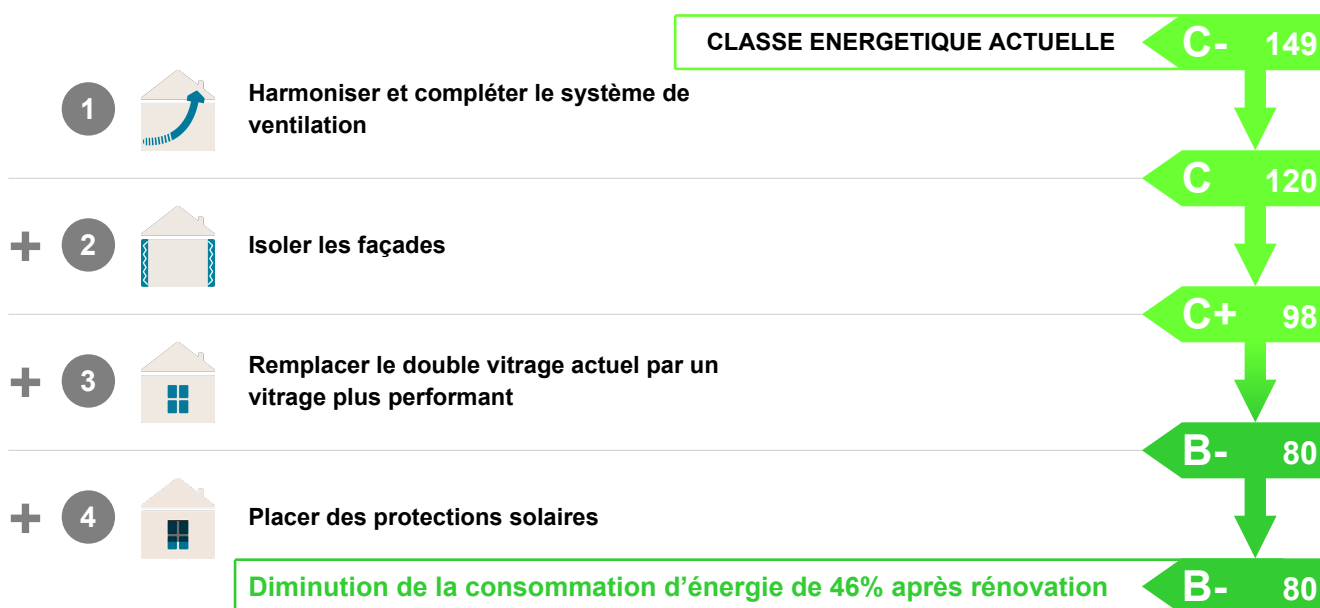 CLASSE ENERGETIQUE ACTUELLE C- 149
1 Harmoniser et compléter le système de
ventilation
C 120
+ 2 Isoler les façades
C+ 98
+ 3 Remplacer le double vitrage actuel par un
vitrage plus performant
B- 80
+ 4 Placer des protections solaires
Diminution de la consommation d’énergie de 46% après rénovation B- 80